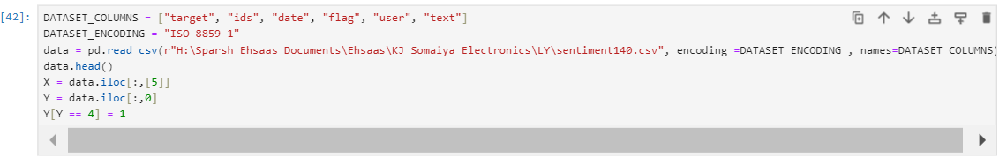 [42]: DATASET_COLUMNS = ["target", "ids", "date", "flag", "user", "text"]
DATASET_ENCODING = "ISO-8859-1"
data = pd.read_csv(r"H:\Sparsh Ehsaas Documents\Ehsaas\KJ Somaiya Electronics\LY\sentiment140.csv", encoding =DATASET_ENCODING , names=DATASET_COLUMNS)
data.head()
X = data.iloc[:,[5]]
Y = data.iloc[:,0]
Y[Y == 4] = 1